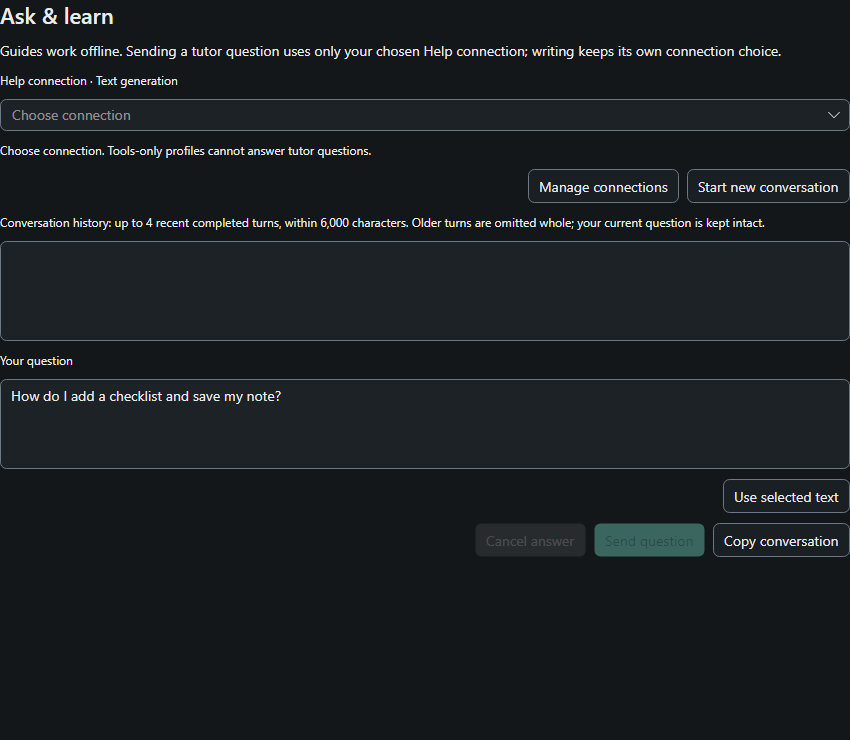 Ask & learn
Guides work offline. Sending a tutor question uses only your chosen Help connection; writing keeps its own connection choice.
Help connection · Text generation
Choose connection
Choose connection. Tools-only profiles cannot answer tutor questions.
Manage connections
Start new conversation
Conversation history: up to 4 recent completed turns, within 6,000 characters. Older turns are omitted whole; your current question is kept intact.
Your question
How do I add a checklist and save my note?
Use selected text
Cancel answer
Send question
Copy conversation